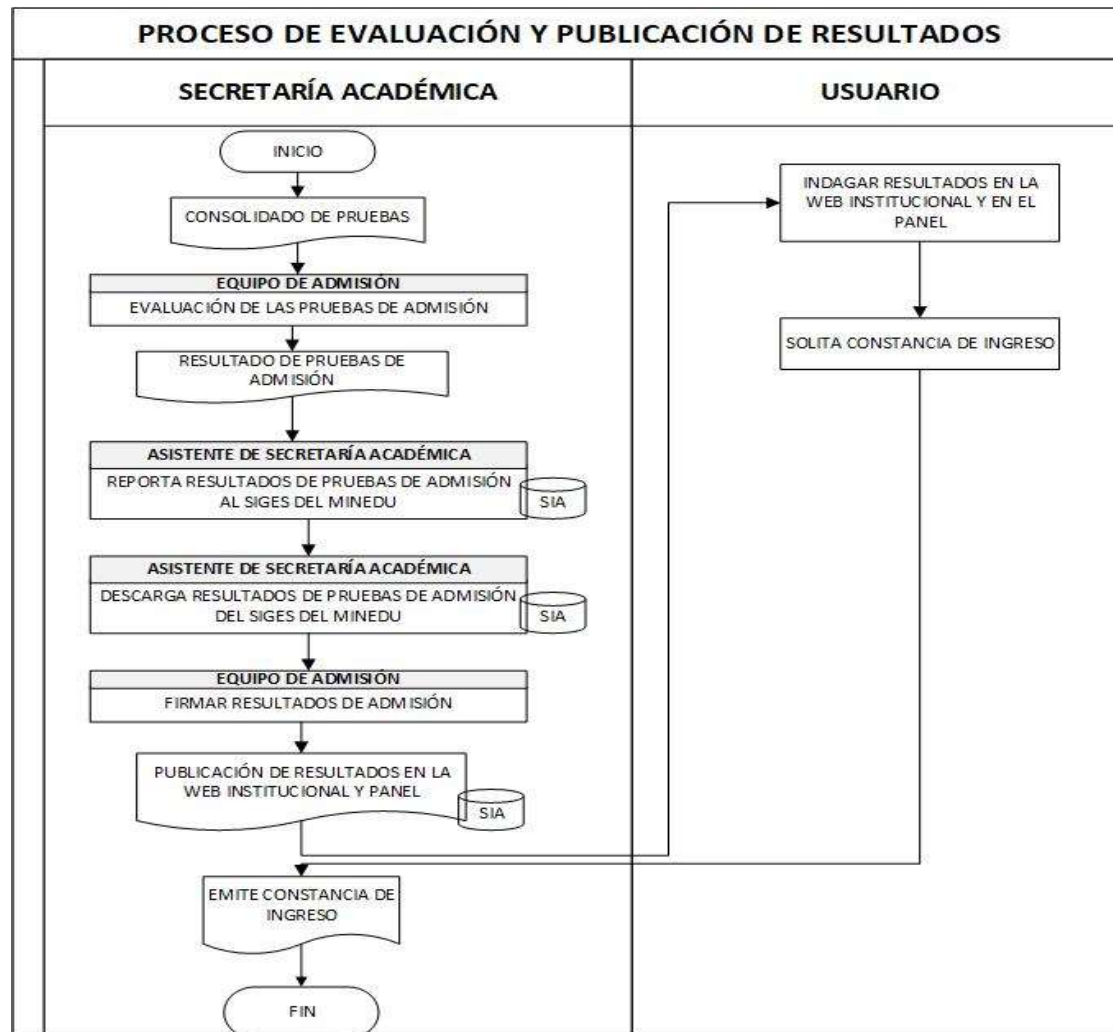 PROCESO DE EVALUACIÓN Y PUBLICACIÓN DE RESULTADOS
SECRETARÍA ACADÉMICA
USUARIO
INICIO
CONSOLIDADO DE PRUEBAS
EQUIPO DE ADMISIÓN
EVALUACIÓN DE LAS PRUEBAS DE ADMISIÓN
RESULTADO DE PRUEBAS DE
ADMISIÓN
ASISTENTE DE SECRETARÍA ACADÉMICA
REPORTA RESULTADOS DE PRUEBAS DE ADMISIÓN
AL SIGES DEL MINEDU
SIA
ASISTENTE DE SECRETARÍA ACADÉMICA
DESCARGA RESULTADOS DE PRUEBAS DE ADMISIÓN
DEL SIGES DEL MINEDU
SIA
EQUIPO DE ADMISIÓN
FIRMAR RESULTADOS DE ADMISIÓN
PUBLICACIÓN DE RESULTADOS EN LA
WEB INSTITUCIONAL Y PANEL
SIA
INDAGAR RESULTADOS EN LA
WEB INSTITUCIONAL Y EN EL
PANEL
SOLITA CONSTANCIA DE INGRESO
EMITE CONSTANCIA DE
INGRESO
FIN